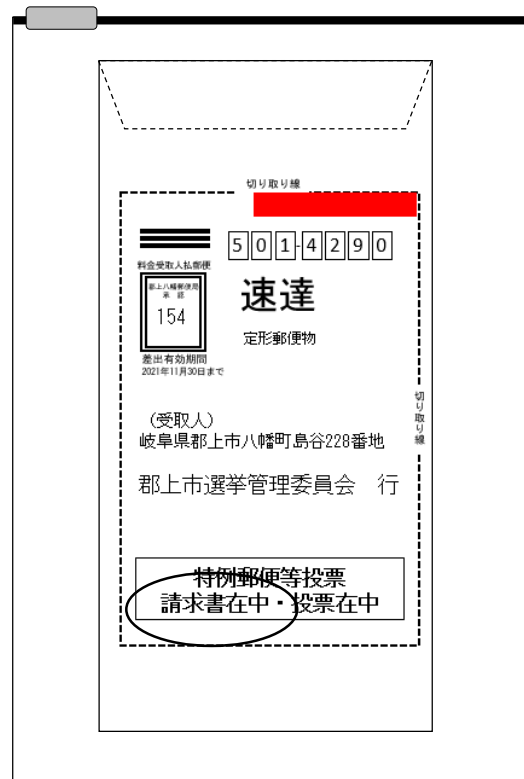 切り取り線
501-4290
料金受取人払郵便
郡上八幡郵便局
承認
154
速達
定形郵便物
差出有効期間
2021年11月30日まで
切り取り線
（受取人）
岐阜県郡上市八幡町島谷228番地
郡上市選挙管理委員会　行
特例郵便等投票
請求書在中・投票在中